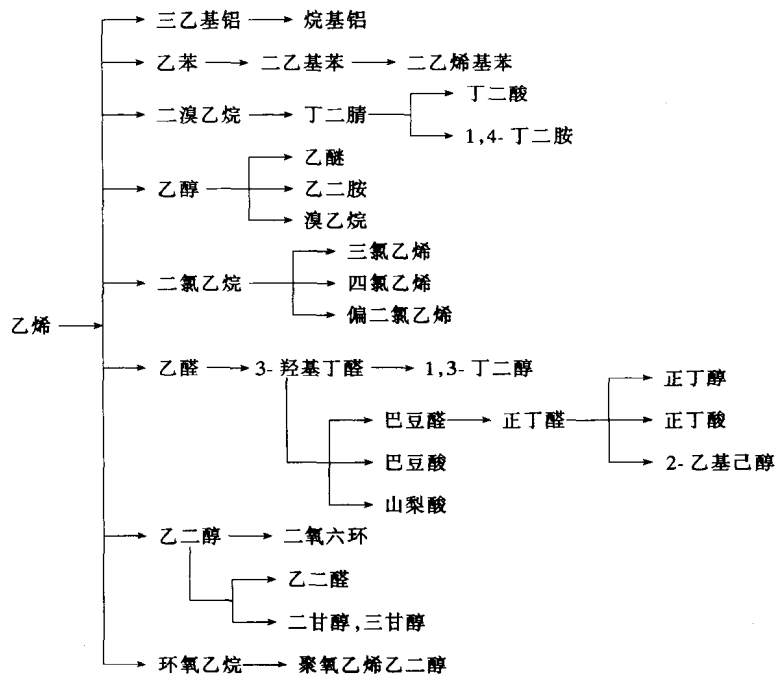 三乙基铝 烷基铝
乙苯 二乙基苯 二乙烯基苯
二溴乙烷 丁二腈 丁二酸
1,4-丁二胺
乙醇 乙醚
乙二胺
溴乙烷
二氯乙烷 三氯乙烯
四氯乙烯
偏二氯乙烯
乙烯
乙醛 3-羟基丁醛 1,3-丁二醇
巴豆醛 正丁醛 正丁醇
正丁酸
巴豆酸 2-乙基己醇
山梨酸
乙二醇 二氧六环
乙二醛
二甘醇,三甘醇
环氧乙烷 聚氧乙烯乙二醇